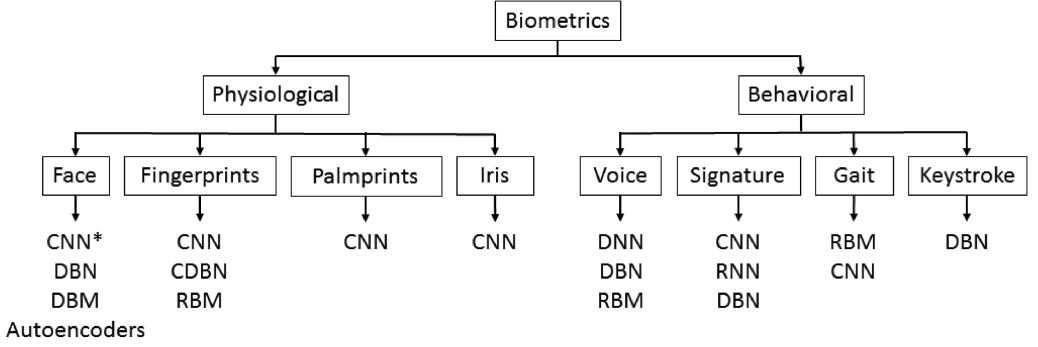 Biometrics
Physiological Behavioral
Face Fingerprints Palmprints Iris Voice Signature Gait Keystroke
CNN* CNN CNN CNN DNN CNN RBM DBN
DBN CDBN DBN RNN CNN
DBM RBM RBM DBN
Autoencoders